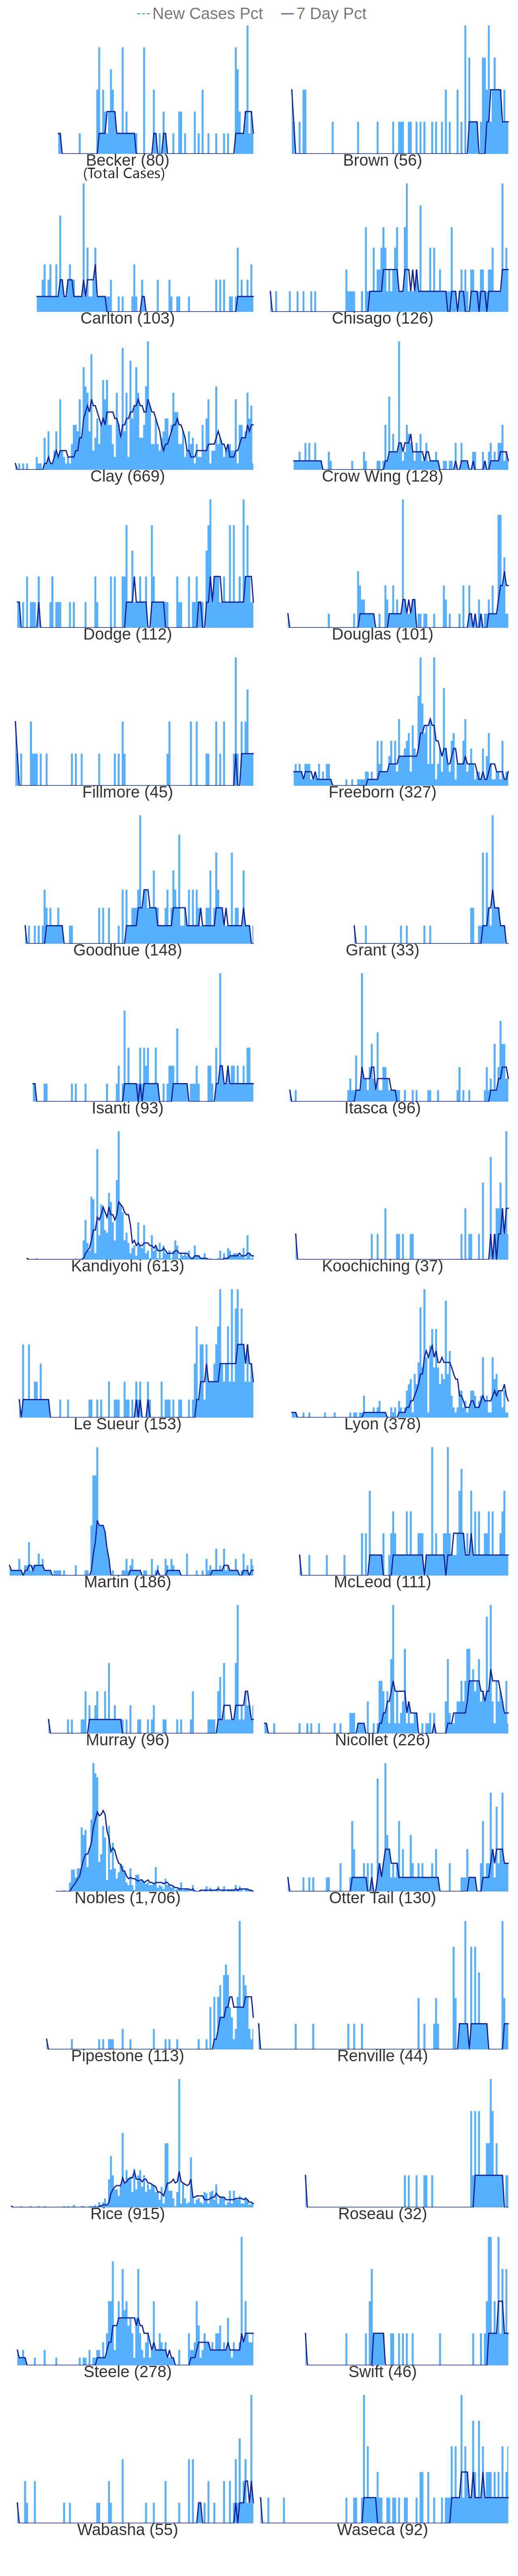 New Cases Pct 7 Day Pct
Becker (80) Brown (56)
(Total Cases)
Carlton (103) Chisago (126)
Clay (669) Crow Wing (128)
Dodge (112) Douglas (101)
Fillmore (45) Freeborn (327)
Goodhue (148) Grant (33)
Isanti (93) Itasca (96)
Kandiyohi (613) Koochiching (37)
Le Sueur (153) Lyon (378)
Martin (186) McLeod (111)
Murray (96) Nicollet (226)
Nobles (1,706) Otter Tail (130)
Pipestone (113) Renville (44)
Rice (915) Roseau (32)
Steele (278) Swift (46)
Wabasha (55) Waseca (92)